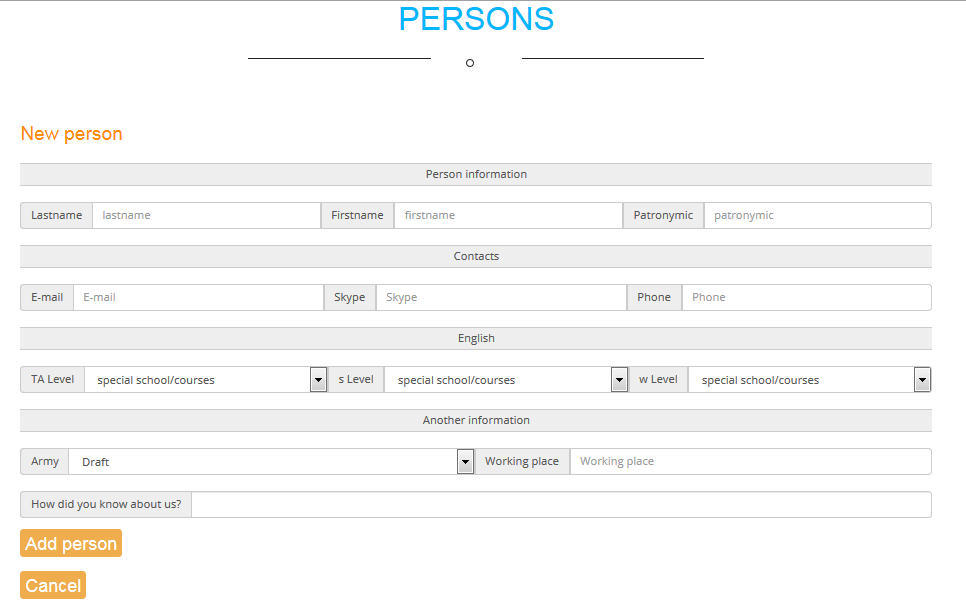 PERSONS
New person
Person information
Lastname lastname Firstname firstname Patronymic patronymic
Contacts
E-mail E-mail Skype Skype Phone Phone
English
TA Level special school/courses s Level special school/courses w Level special school/courses
Another information
Army Draft Working place Working place
How did you know about us?
Add person
Cancel